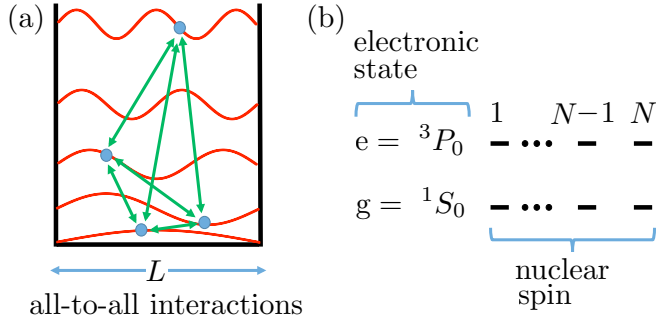 (a)
L
all-to-all interactions
(b)
electronic
state
1 N−1 N
e = ³P₀
g = ¹S₀
nuclear
spin